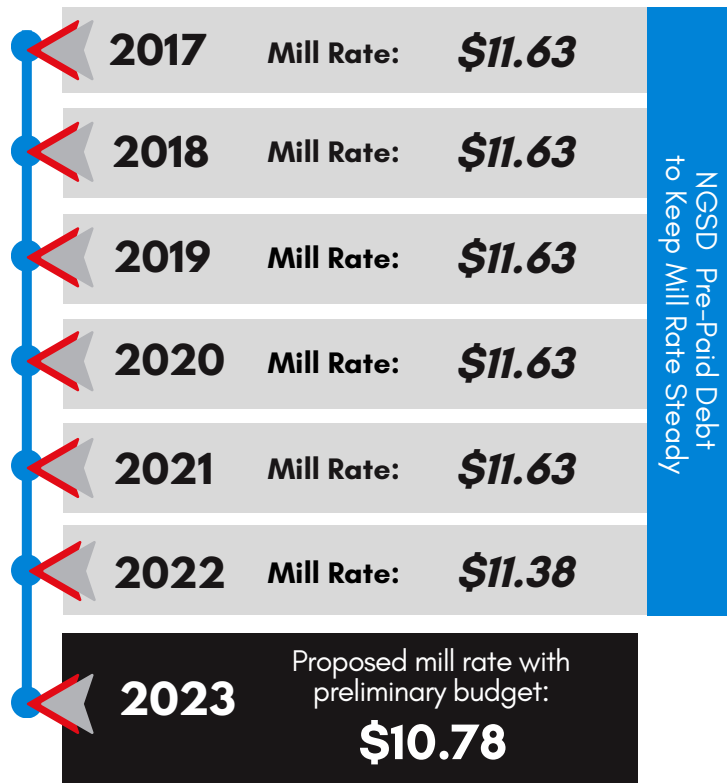 2017 Mill Rate: $11.63
2018 Mill Rate: $11.63
2019 Mill Rate: $11.63
2020 Mill Rate: $11.63
2021 Mill Rate: $11.63
2022 Mill Rate: $11.38
NGSD Pre-Paid Debt
to Keep Mill Rate Steady
2023
Proposed mill rate with
preliminary budget:
$10.78